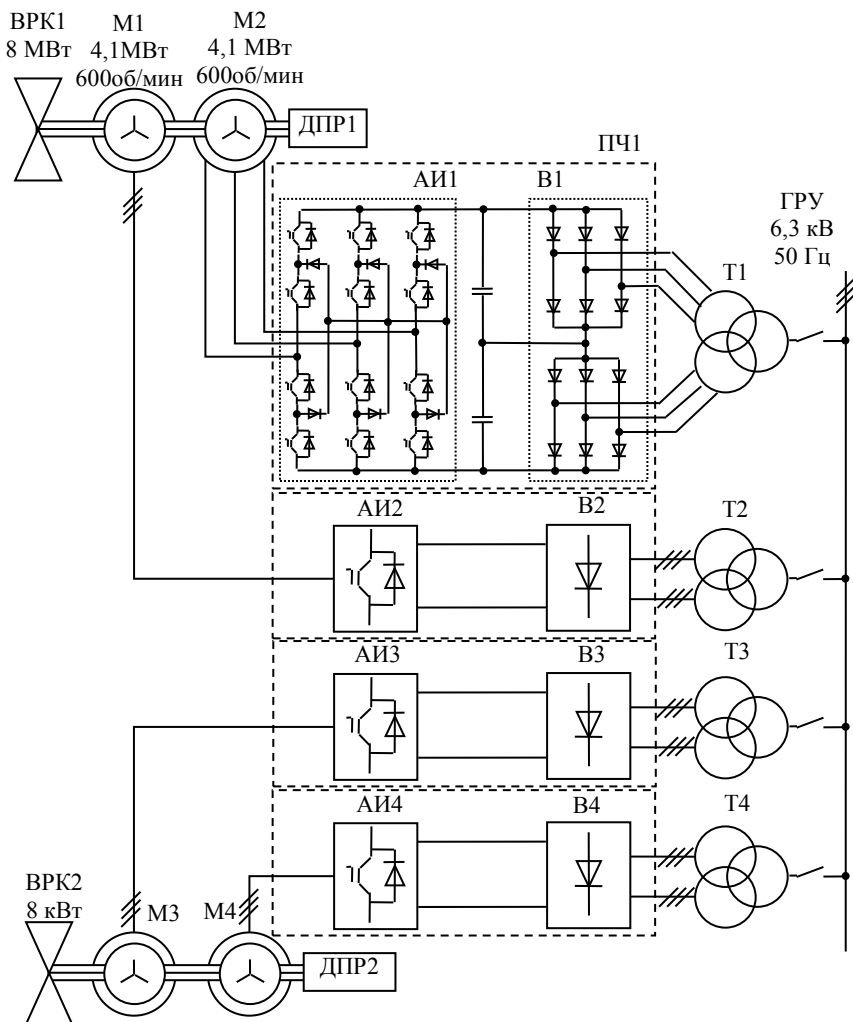 ВРК1
8 МВт
М1
4,1МВт
600об/мин
М2
4,1 МВт
600об/мин
ДПР1
ПЧ1
АИ1
В1
ГРУ
6,3 кВ
50 Гц
Т1
АИ2
В2
Т2
АИ3
В3
Т3
АИ4
В4
Т4
ВРК2
8 кВт
М3
М4
ДПР2